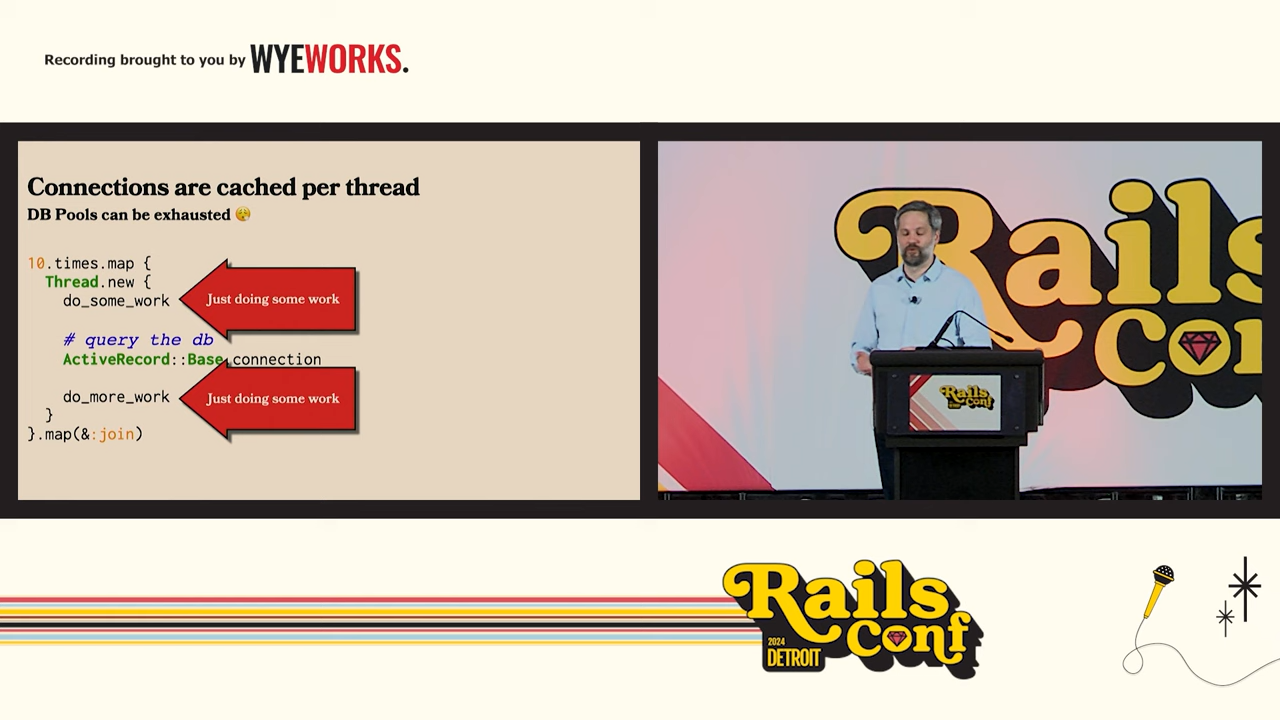 Recording brought to you by WYEWORKS.
Connections are cached per thread
DB Pools can be exhausted 😌
10.times.map {
Thread.new {
do_some_work
Just doing some work
# query the db
ActiveRecord::Base.connection
do_more_work
Just doing some work
}
}.map(&:join)
Rails
Con
Rails
Conf
Rails
Conf
2024
DETROIT